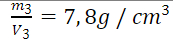 m₃/V₃ = 7,8g / cm³